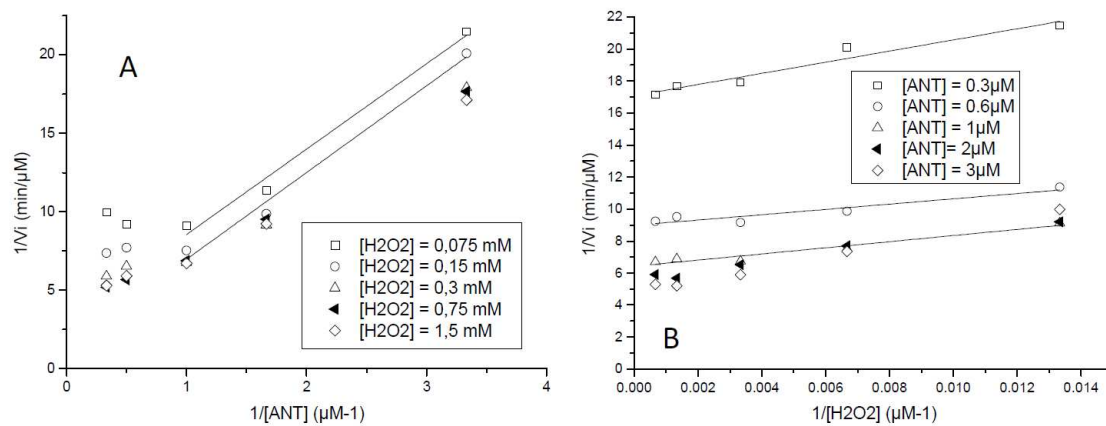 A
20
15
10
5
0
1/Vi (min/µM)
[H2O2] = 0,075 mM
[H2O2] = 0,15 mM
[H2O2] = 0,3 mM
[H2O2] = 0,75 mM
[H2O2] = 1,5 mM
0 1 2 3 4
1/[ANT] (µM-1)
B
22
20
18
16
14
12
10
8
6
4
2
0
1/Vi (min/µM)
[ANT] = 0.3µM
[ANT] = 0.6µM
[ANT] = 1µM
[ANT]= 2µM
[ANT] = 3µM
0.000 0.002 0.004 0.006 0.008 0.010 0.012 0.014
1/[H2O2] (µM-1)